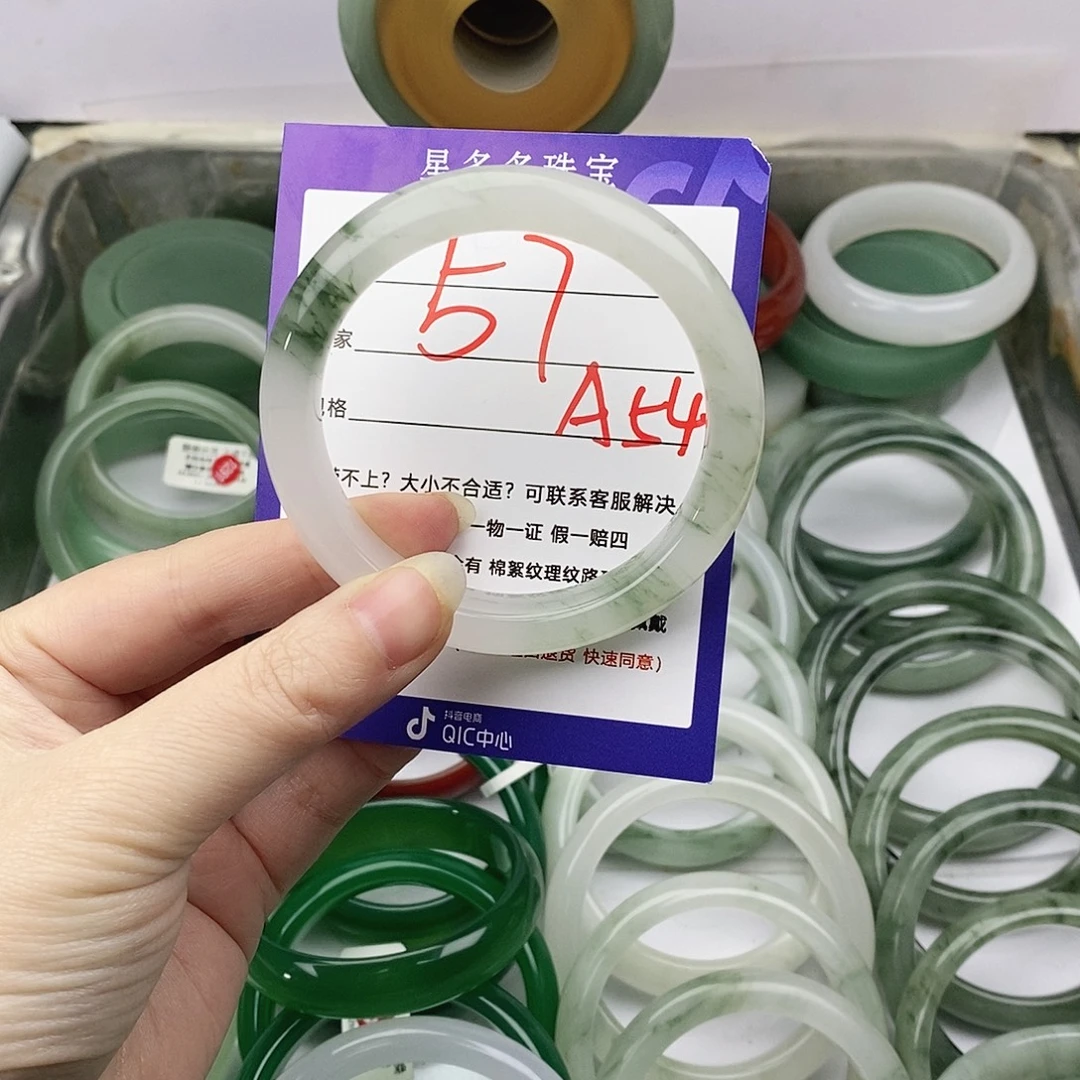 星名名珠宝
57
家
格
A54
不上？大小不合适？可联系客服解决
一物一证 假一赔四
有 棉絮纹理纹路
戴
退货 快速同意）
抖音电商
QIC中心